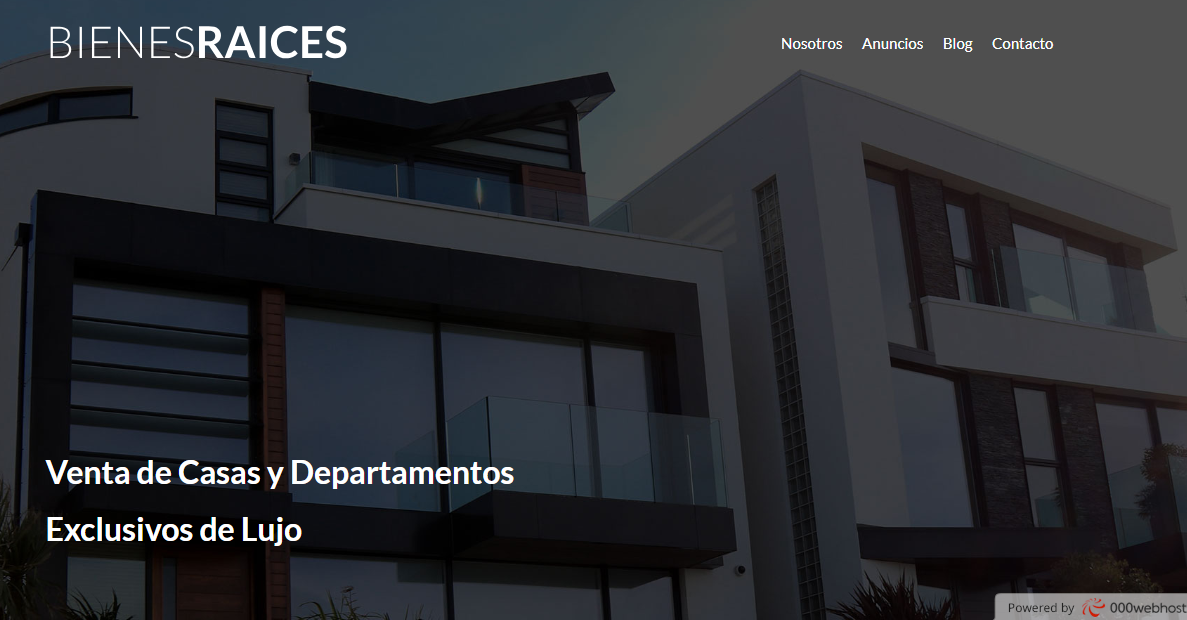 BIENESRAICES
Nosotros Anuncios Blog Contacto
Venta de Casas y Departamentos
Exclusivos de Lujo
Powered by 000webhost